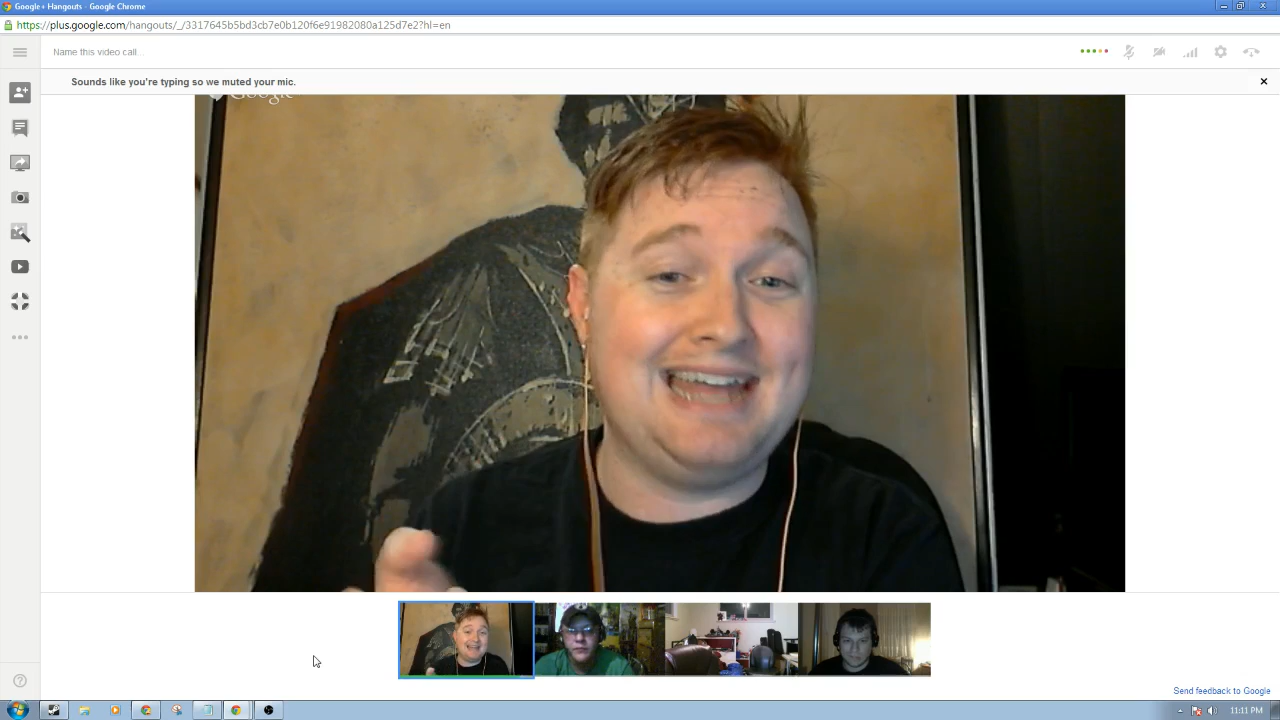 Google+ Hangouts - Google Chrome
https://plus.google.com/hangouts/_/3317645b5bd3cb7e0b120f6e91982080a125d7e2?hl=en
Name this video call...
Sounds like you're typing so we muted your mic.
Google
Send feedback to Google
11:11 PM